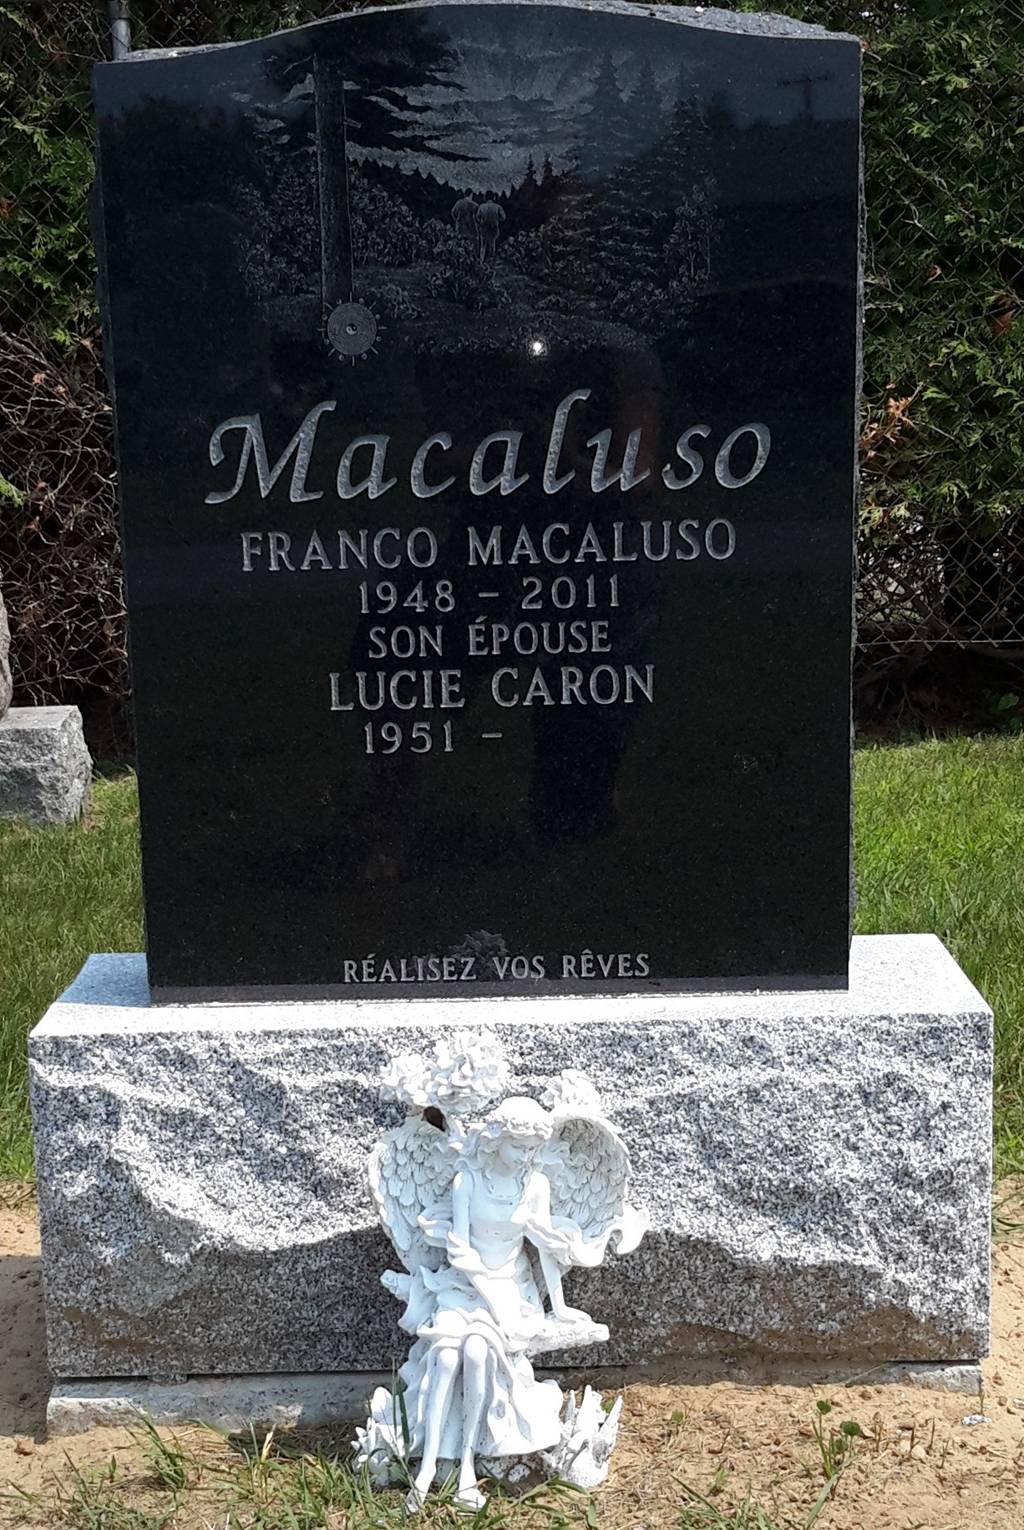 Macaluso
FRANCO MACALUSO
1948 – 2011
SON ÉPOUSE
LUCIE CARON
1951 –
RÉALISEZ VOS RÊVES